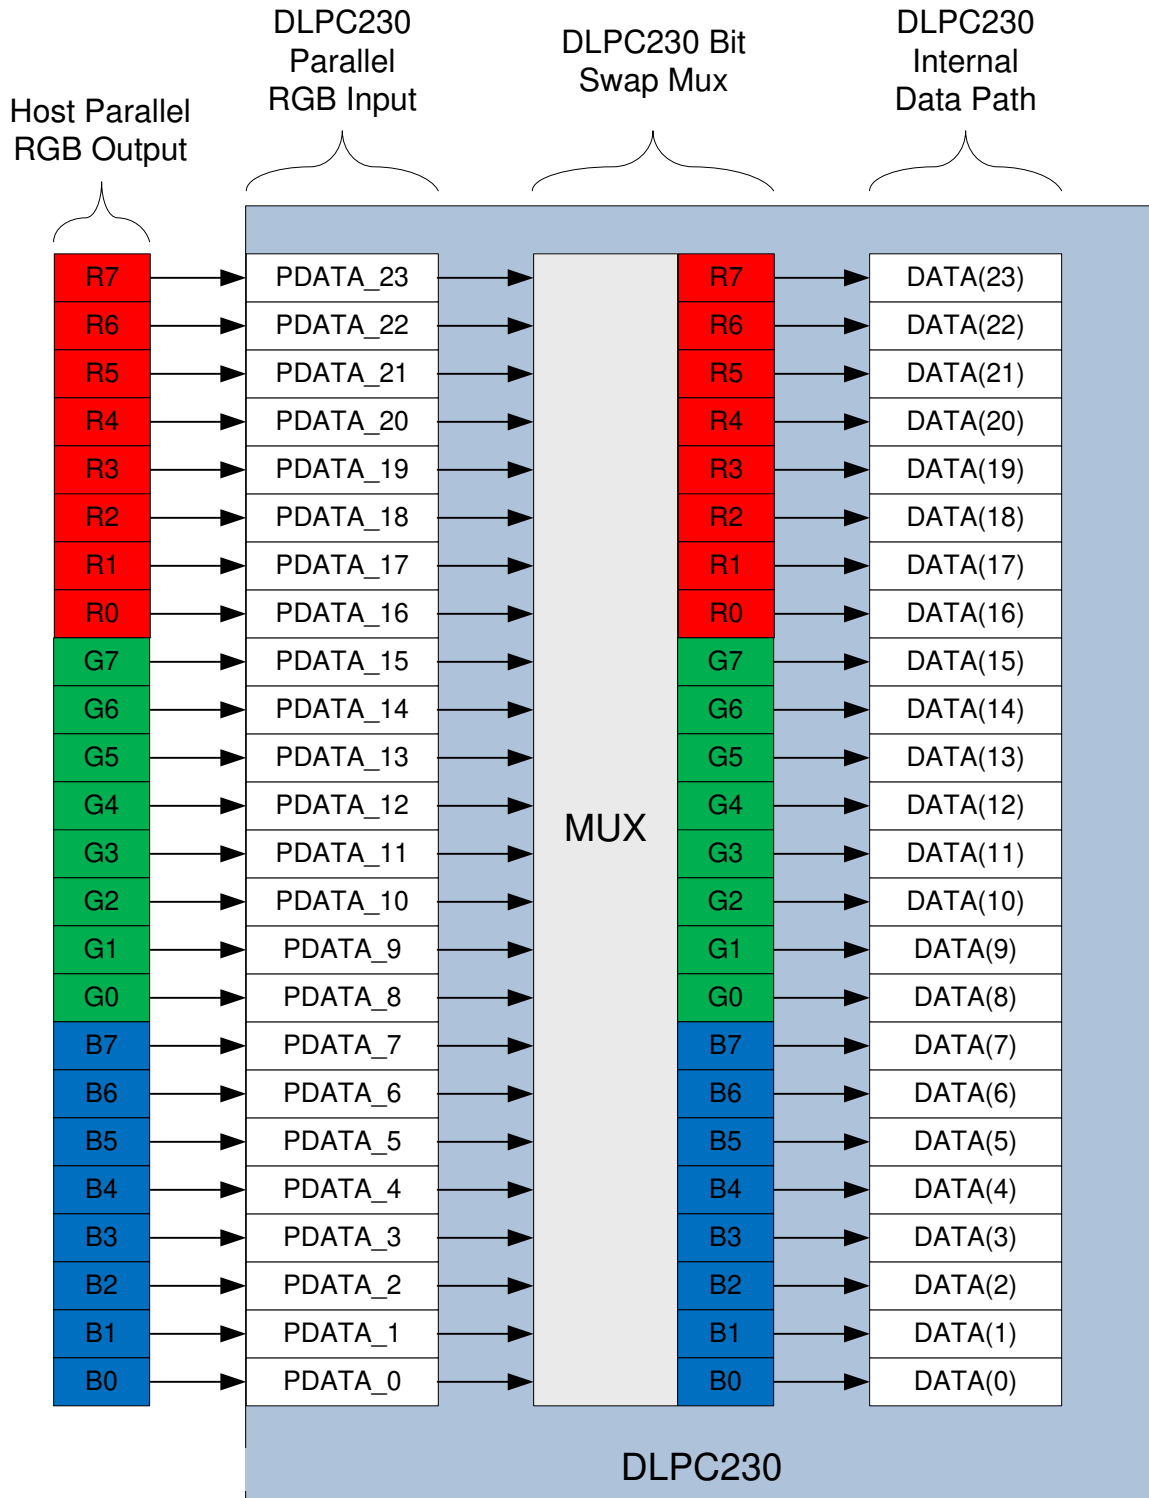 Host Parallel
RGB Output
DLPC230
Parallel
RGB Input
DLPC230 Bit
Swap Mux
DLPC230
Internal
Data Path
R7 PDATA_23 R7 DATA(23)
R6 PDATA_22 R6 DATA(22)
R5 PDATA_21 R5 DATA(21)
R4 PDATA_20 R4 DATA(20)
R3 PDATA_19 R3 DATA(19)
R2 PDATA_18 R2 DATA(18)
R1 PDATA_17 R1 DATA(17)
R0 PDATA_16 R0 DATA(16)
G7 PDATA_15 G7 DATA(15)
G6 PDATA_14 G6 DATA(14)
G5 PDATA_13 G5 DATA(13)
G4 PDATA_12 G4 DATA(12)
MUX
G3 PDATA_11 G3 DATA(11)
G2 PDATA_10 G2 DATA(10)
G1 PDATA_9 G1 DATA(9)
G0 PDATA_8 G0 DATA(8)
B7 PDATA_7 B7 DATA(7)
B6 PDATA_6 B6 DATA(6)
B5 PDATA_5 B5 DATA(5)
B4 PDATA_4 B4 DATA(4)
B3 PDATA_3 B3 DATA(3)
B2 PDATA_2 B2 DATA(2)
B1 PDATA_1 B1 DATA(1)
B0 PDATA_0 B0 DATA(0)
DLPC230